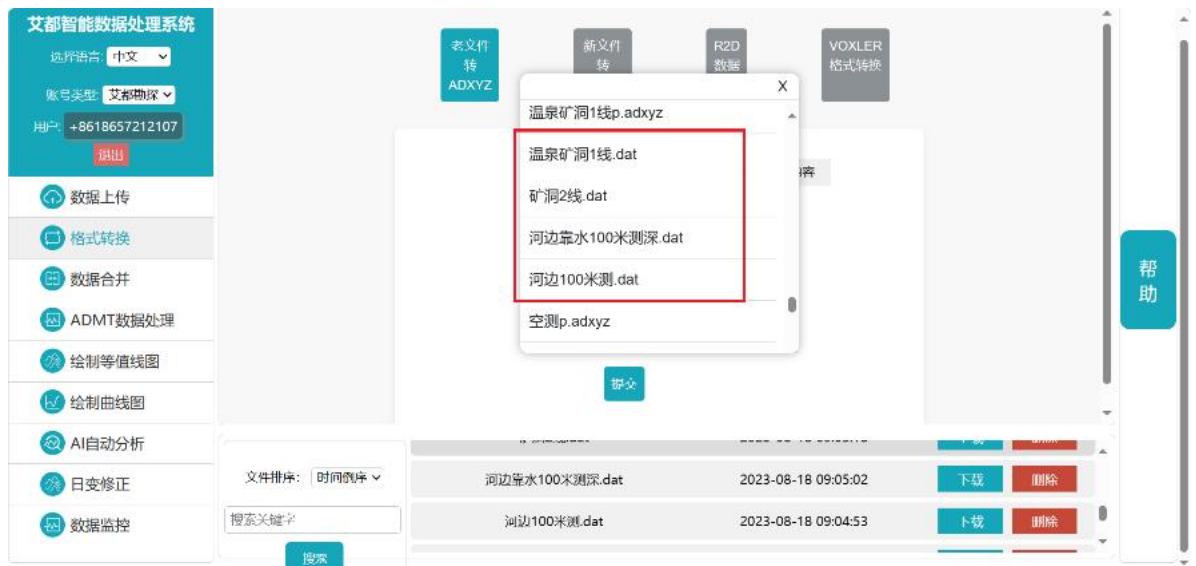 艾都智能数据处理系统
选择语言: 中文
账号类型: 艾都勘探
用户: +8618657212107
退出
数据上传
格式转换
数据合并
ADMT数据处理
绘制等值线图
绘制曲线图
AI自动分析
日变修正
数据监控
老文件
转
ADXYZ
新文件
转
R2D
数据
VOXLER
格式转换
X
温泉矿洞1线p.adxyz
温泉矿洞1线.dat
矿洞2线.dat
河边靠水100米测深.dat
河边100米测.dat
空测p.adxyz
提交
文件排序: 时间倒序
搜索关键字
搜索
河边靠水100米测深.dat 2023-08-18 09:05:02 下载 删除
河边100米测.dat 2023-08-18 09:04:53 下载 删除
帮
助